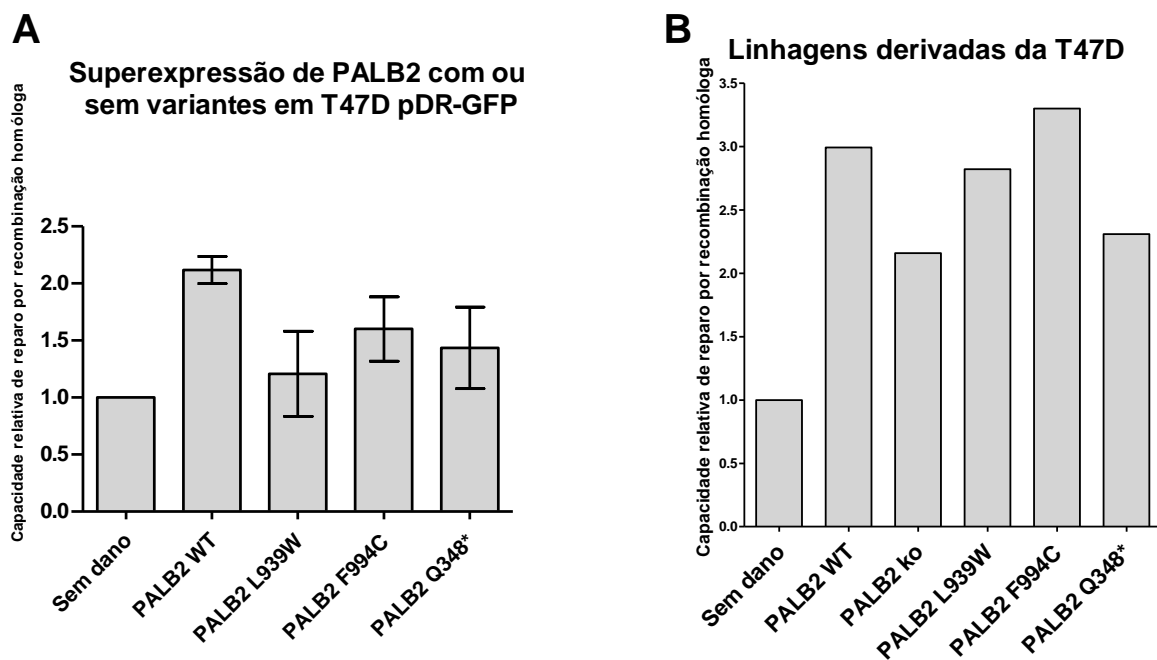 A
Superexpressão de PALB2 com ou
sem variantes em T47D pDR-GFP
Capacidade relativa de reparo por recombinação homóloga
2.5
2.0
1.5
1.0
0.5
0.0
Sem dano
PALB2 WT
PALB2 L939W
PALB2 F994C
PALB2 Q348*
B
Linhagens derivadas da T47D
Capacidade relativa de reparo por recombinação homóloga
3.5
3.0
2.5
2.0
1.5
1.0
0.5
0.0
Sem dano
PALB2 WT
PALB2 ko
PALB2 L939W
PALB2 F994C
PALB2 Q348*